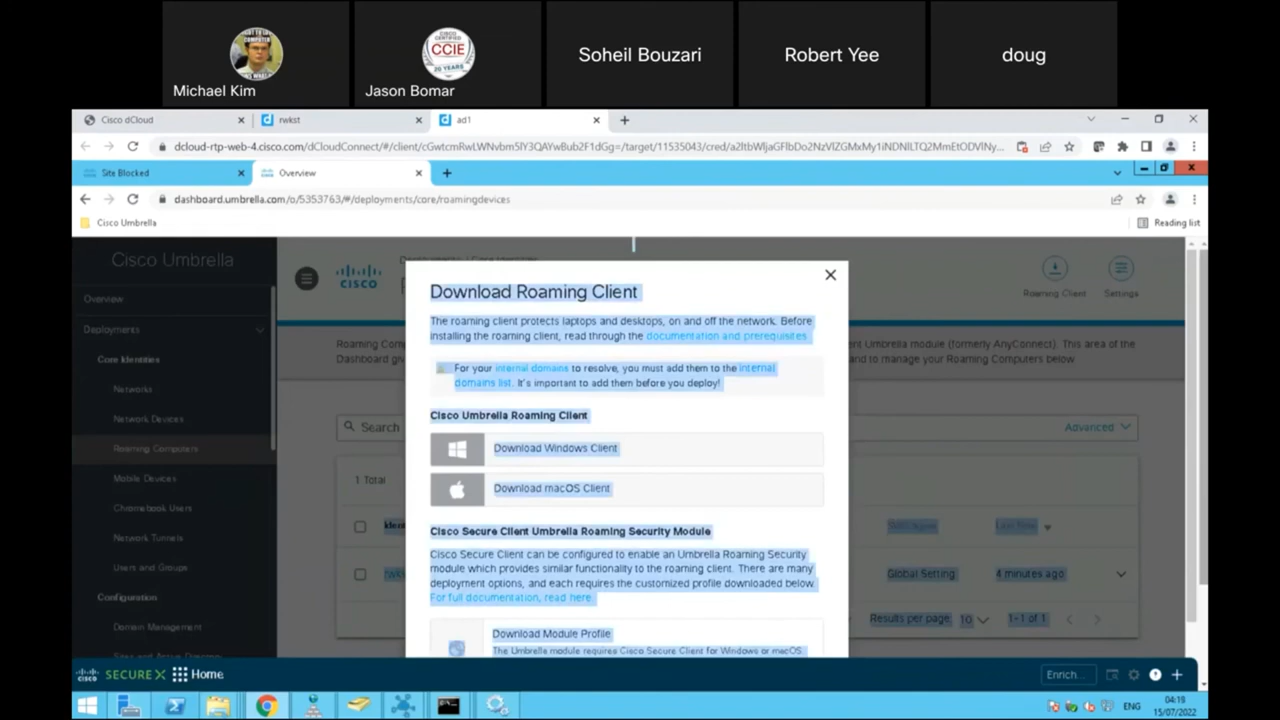 Michael Kim
Jason Bomar
Soheil Bouzari
Robert Yee
doug
CISCO CERTIFIED
CCIE
20 YEARS
Cisco dCloud
rwkst
ad1
Site Blocked
Overview
dashboard.umbrella.com/o/5353763/#/deployments/core/roamingdevices
Cisco Umbrella
Reading list
Cisco Umbrella
Overview
Deployments
Core Identities
Networks
Network Devices
Roaming Computers
Mobile Devices
Chromebook Users
Network Tunnels
Users and Groups
Configuration
Domain Management
cisco
Roaming Client
Settings
Search
Advanced
1 Total
Global Setting
4 minutes ago
Results per page
10
1-1 of 1
Download Roaming Client
The roaming client protects laptops and desktops, on and off the network. Before
installing the roaming client, read through the documentation and prerequisites.
For your internal domains to resolve, you must add them to the internal
domains list. It's important to add them before you deploy!
Cisco Umbrella Roaming Client
Download Windows Client
Download macOS Client
Cisco Secure Client Umbrella Roaming Security Module
Cisco Secure Client can be configured to enable an Umbrella Roaming Security
module which provides similar functionality to the roaming client. There are many
deployment options, and each requires the customized profile downloaded below.
For full documentation, read here.
Download Module Profile
The Umbrella module requires Cisco Secure Client for Windows or macOS.
cisco SECURE X Home
Enrich...
ENG
04:19
15/07/2022